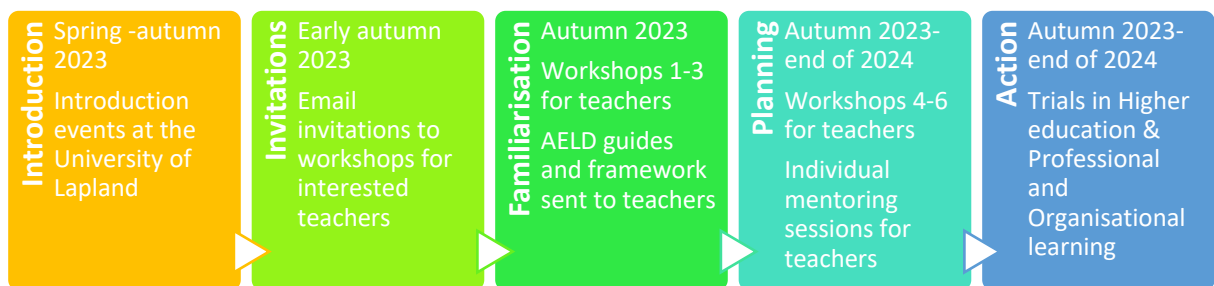 Introduction
Spring -autumn
2023
Introduction
events at the
University of
Lapland
Invitations
Early autumn
2023
Email
invitations to
workshops for
interested
teachers
Familiarisation
Autumn 2023
Workshops 1-3
for teachers
AELD guides
and framework
sent to teachers
Planning
Autumn 2023-
end of 2024
Workshops 4-6
for teachers
Individual
mentoring
sessions for
teachers
Action
Autumn 2023-
end of 2024
Trials in Higher
education &
Professional
and
Organisational
learning